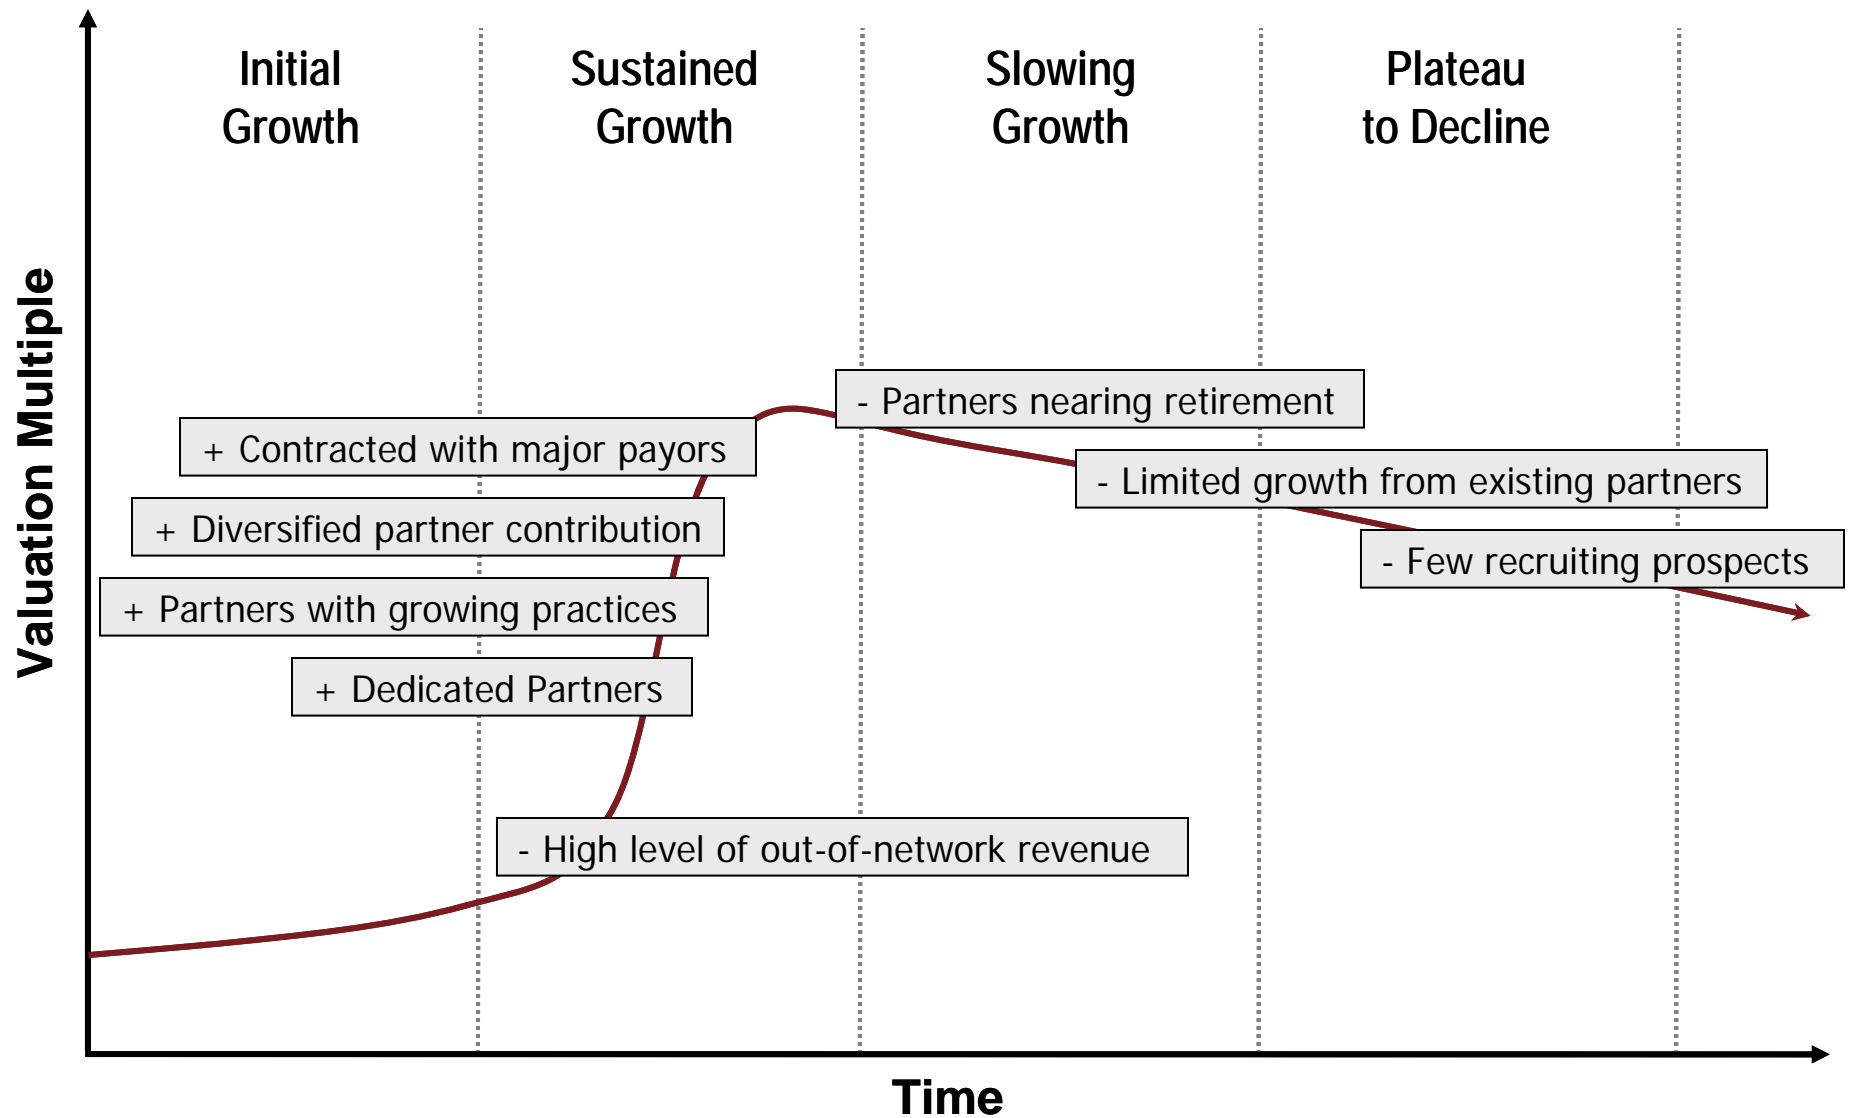 Initial
Growth
Sustained
Growth
Slowing
Growth
Plateau
to Decline
Valuation Multiple
- Partners nearing retirement
+ Contracted with major payors
- Limited growth from existing partners
+ Diversified partner contribution
- Few recruiting prospects
+ Partners with growing practices
+ Dedicated Partners
- High level of out-of-network revenue
Time